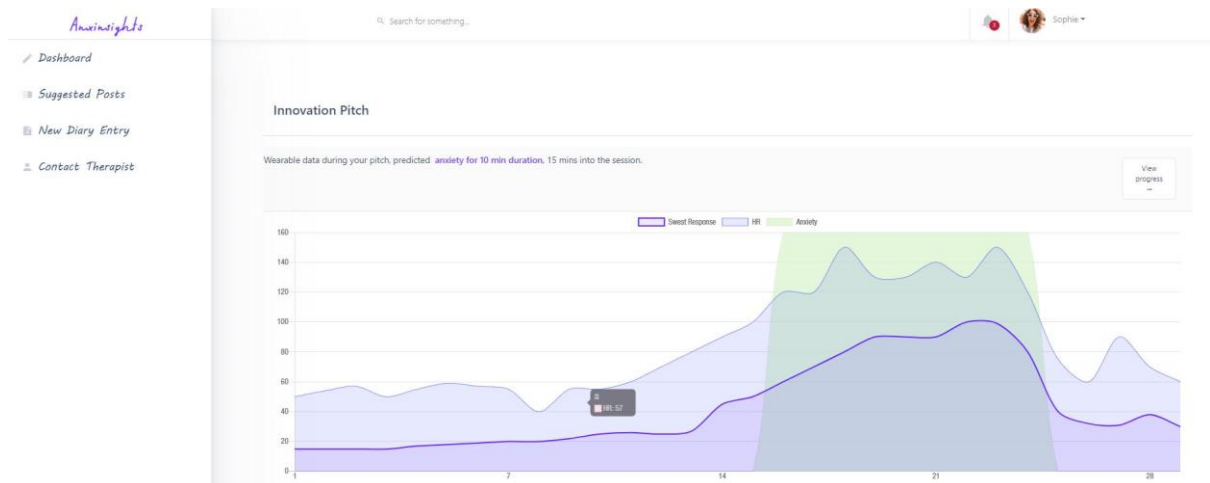 Anxinsights
Search for something...
Sophie
Dashboard
Suggested Posts
New Diary Entry
Contact Therapist
Innovation Pitch
Wearable data during your pitch, predicted anxiety for 10 min duration, 15 mins into the session.
View
progress
Sweat Response HR Anxiety
160
140
120
100
80
60
40
20
0
HR: 57
1 7 14 21 28